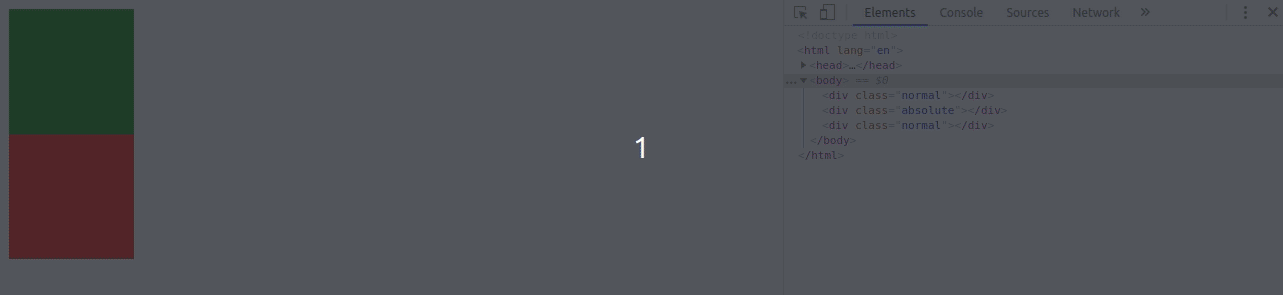 Elements Console Sources Network »
<!doctype html>
<html lang="en">
<head>…</head>
... <body> == $0
<div class="normal"></div>
<div class="absolute"></div>
<div class="normal"></div>
</body>
</html>
1